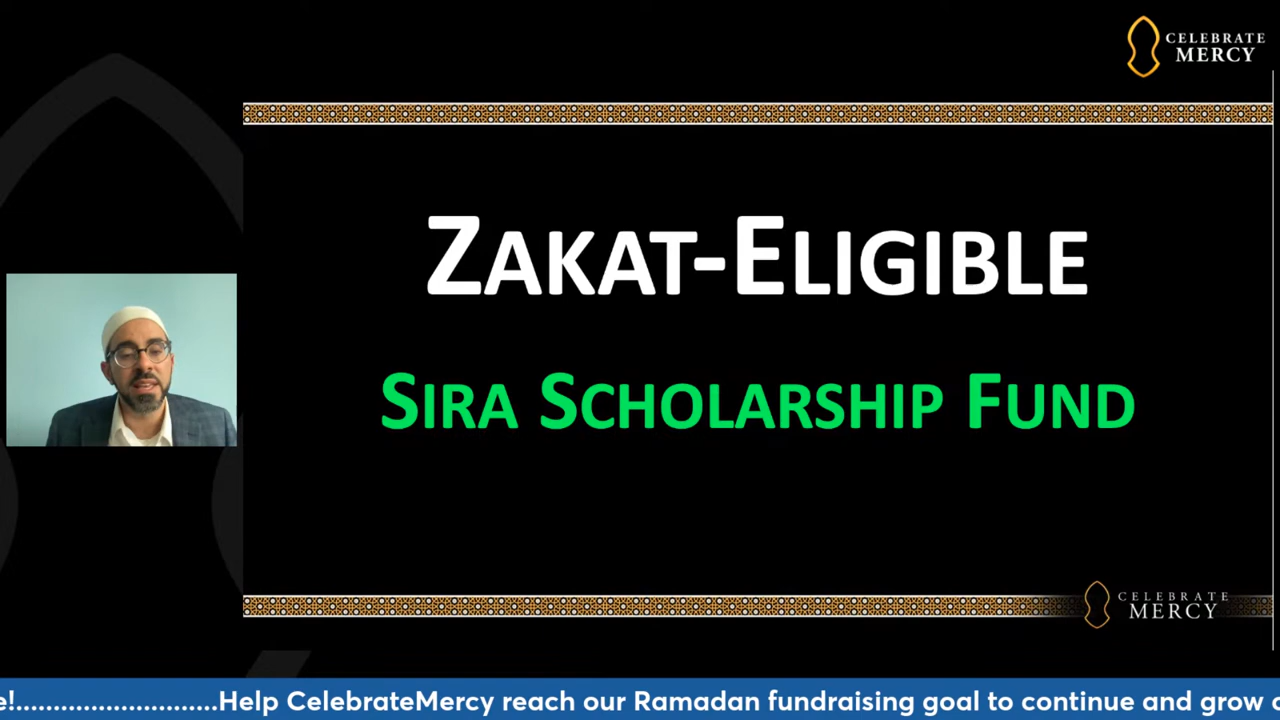 CELEBRATE
MERCY
ZAKAT-ELIGIBLE
SIRA SCHOLARSHIP FUND
CELEBRATE
MERCY
e!............................Help CelebrateMercy reach our Ramadan fundraising goal to continue and grow